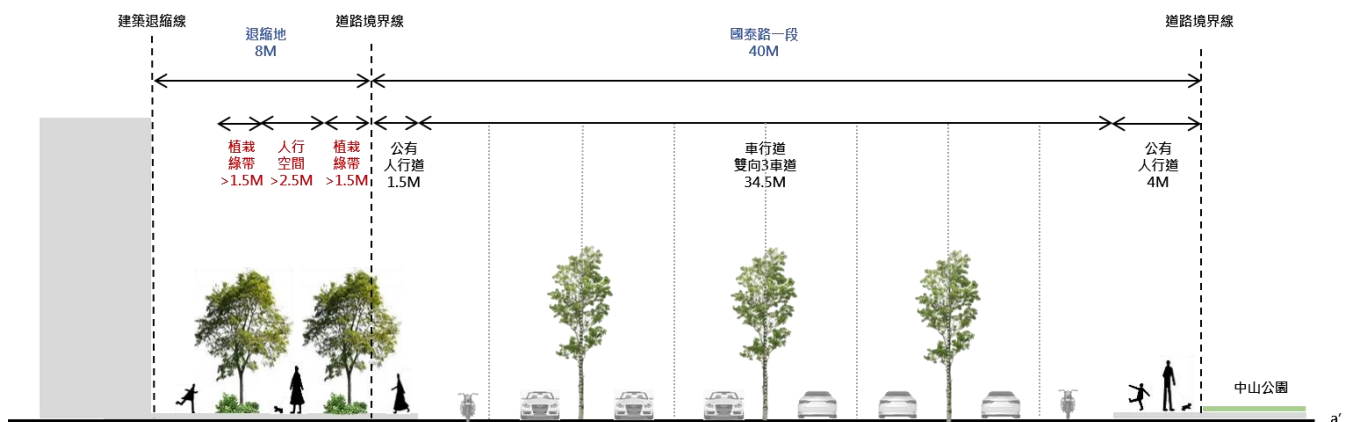 建築退縮線
道路境界線
道路境界線
退縮地
8M
國泰路一段
40M
植栽
綠帶
>1.5M
人行
空間
>2.5M
植栽
綠帶
>1.5M
公有
人行道
1.5M
車行道
雙向3車道
34.5M
公有
人行道
4M
中山公園
a'